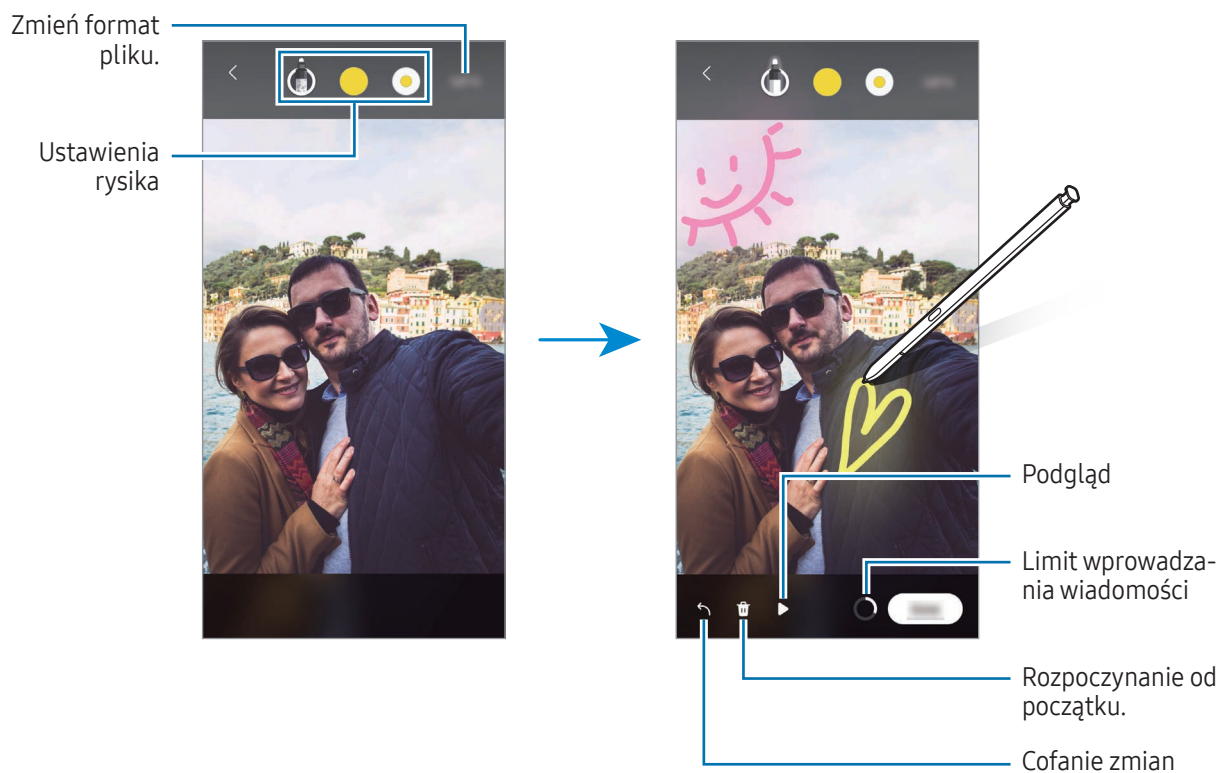 Zmień format
pliku.
Ustawienia
rysika
Podgląd
Limit wprowadza-
nia wiadomości
Rozpoczynanie od
początku.
Cofanie zmian